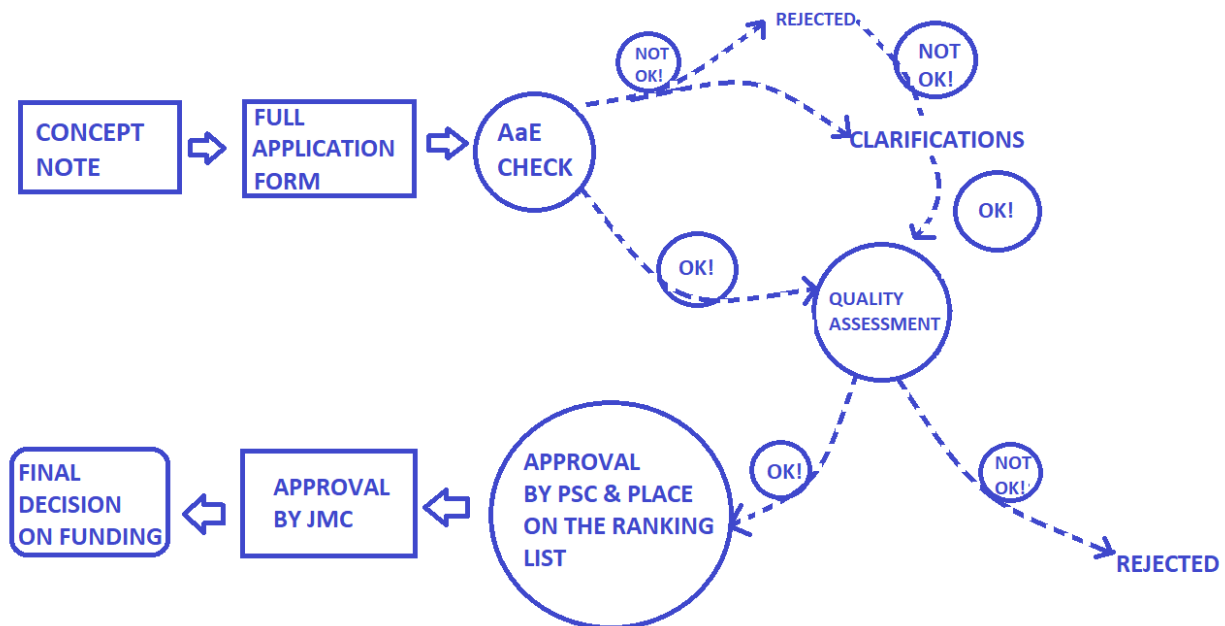 CONCEPT
NOTE
FULL
APPLICATION
FORM
AaE
CHECK
NOT
OK!
REJECTED
NOT
OK!
CLARIFICATIONS
OK!
OK!
QUALITY
ASSESSMENT
OK!
NOT
OK!
REJECTED
APPROVAL
BY PSC & PLACE
ON THE RANKING
LIST
APPROVAL
BY JMC
FINAL
DECISION
ON FUNDING